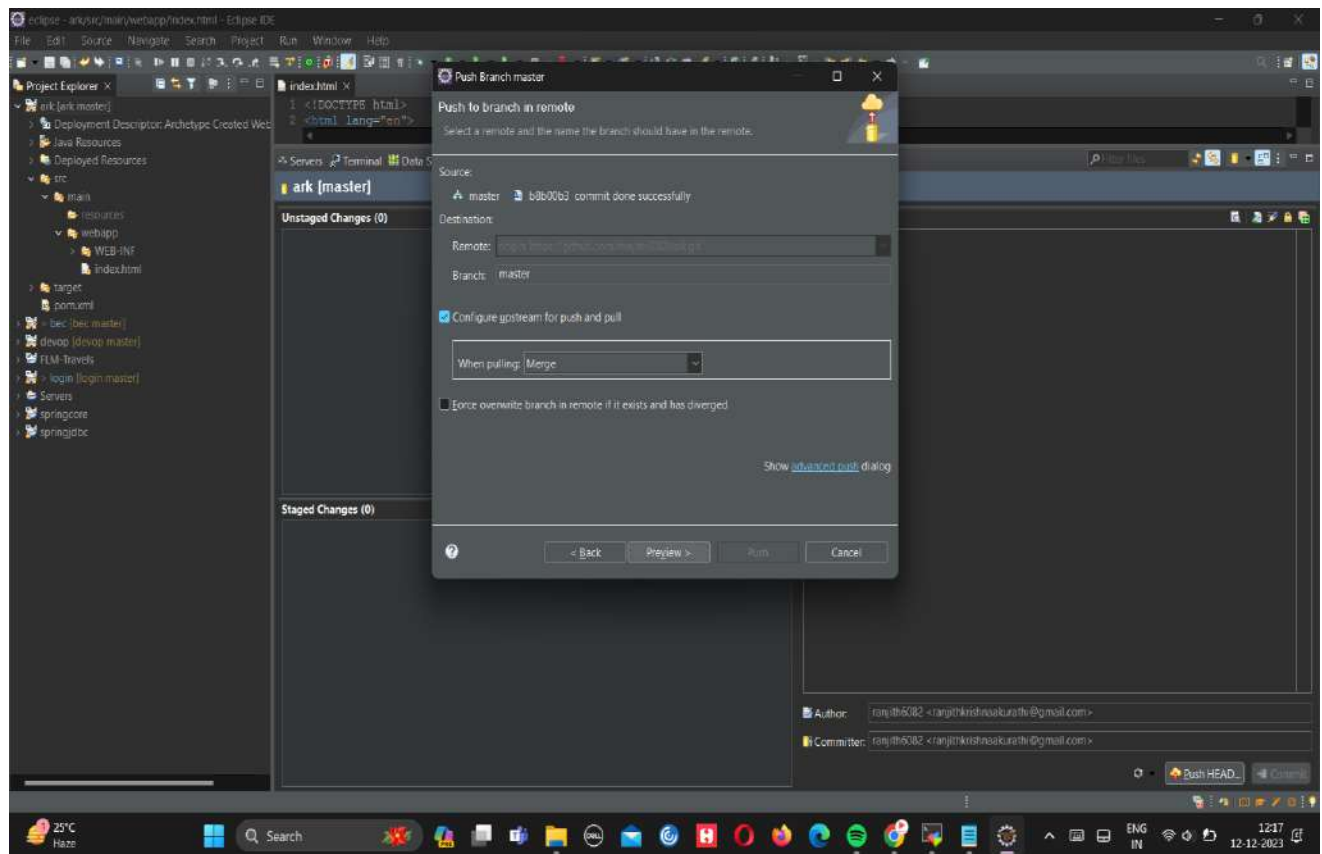 eclipse - ark/src/main/webapp/index.html - Eclipse IDE
File Edit Source Navigate Search Project Run Window Help
Project Explorer
index.html
ark [ark master]
Deployment Descriptor: Archetype Created Web
Java Resources
Deployed Resources
src
main
resources
webapp
WEB-INF
index.html
target
pom.xml
> bec [bec master]
devop [devop master]
FLM-Travels
> login [login master]
Servers
springcore
springjdbc
1 <!DOCTYPE html>
2 <html lang="en">
Servers Terminal Data S
ark [master]
Unstaged Changes (0)
Staged Changes (0)
Push Branch master
Push to branch in remote
Select a remote and the name the branch should have in the remote.
Source:
master b8b00b3 commit done successfully
Destination:
Remote:
Branch: master
Configure upstream for push and pull
When pulling: Merge
Force overwrite branch in remote if it exists and has diverged
Show advanced push dialog
< Back Preview > Push Cancel
Filter files
Author: ranjith6082 <ranjithkrishnaakurathi@gmail.com>
Committer: ranjith6082 <ranjithkrishnaakurathi@gmail.com>
Push HEAD... Commit
25°C
Haze
Search
DELL
ENG
IN
12:17
12-12-2023